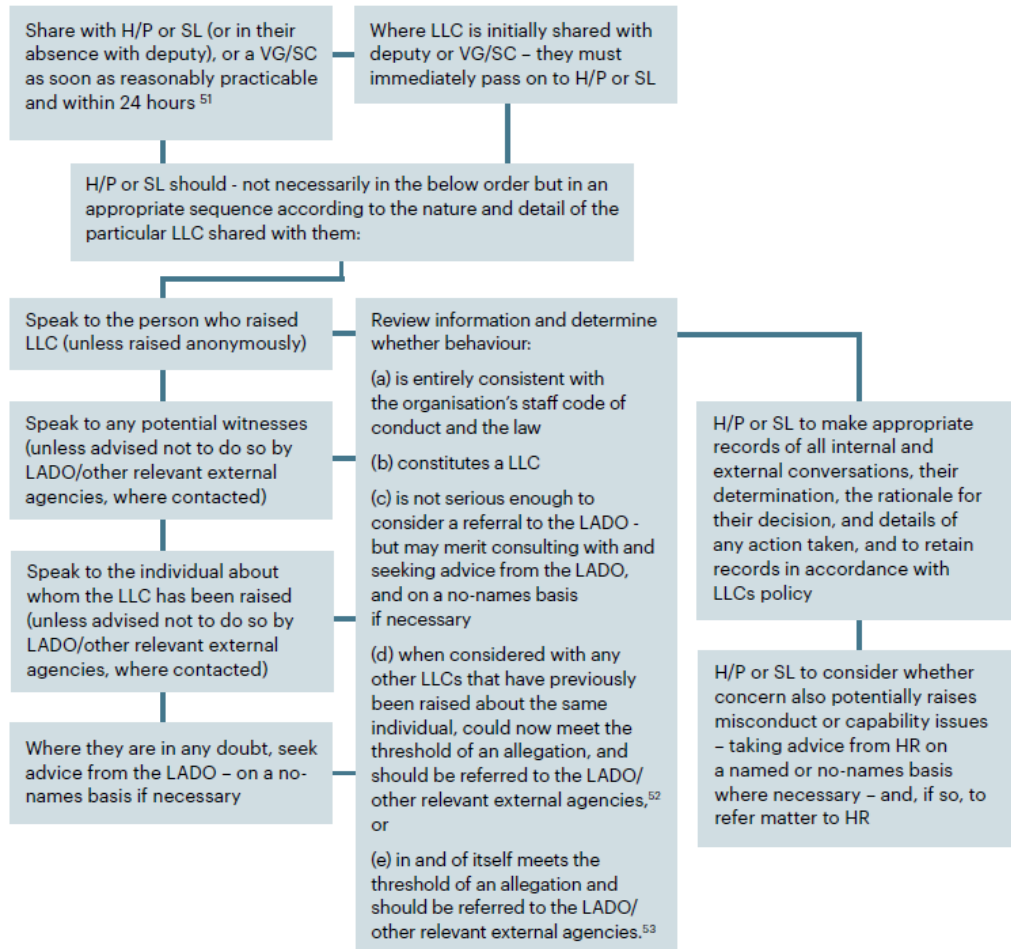 Share with H/P or SL (or in their
absence with deputy), or a VG/SC
as soon as reasonably practicable
and within 24 hours 51
Where LLC is initially shared with
deputy or VG/SC – they must
immediately pass on to H/P or SL
H/P or SL should - not necessarily in the below order but in an
appropriate sequence according to the nature and detail of the
particular LLC shared with them:
Speak to the person who raised
LLC (unless raised anonymously)
Speak to any potential witnesses
(unless advised not to do so by
LADO/other relevant external
agencies, where contacted)
Speak to the individual about
whom the LLC has been raised
(unless advised not to do so by
LADO/other relevant external
agencies, where contacted)
Where they are in any doubt, seek
advice from the LADO – on a no-
names basis if necessary
Review information and determine
whether behaviour:
(a) is entirely consistent with
the organisation's staff code of
conduct and the law
(b) constitutes a LLC
(c) is not serious enough to
consider a referral to the LADO -
but may merit consulting with and
seeking advice from the LADO,
and on a no-names basis
if necessary
(d) when considered with any
other LLCs that have previously
been raised about the same
individual, could now meet the
threshold of an allegation, and
should be referred to the LADO/
other relevant external agencies,52
or
(e) in and of itself meets the
threshold of an allegation and
should be referred to the LADO/
other relevant external agencies.53
H/P or SL to make appropriate
records of all internal and
external conversations, their
determination, the rationale for
their decision, and details of
any action taken, and to retain
records in accordance with
LLCs policy
H/P or SL to consider whether
concern also potentially raises
misconduct or capability issues
– taking advice from HR on
a named or no-names basis
where necessary – and, if so, to
refer matter to HR